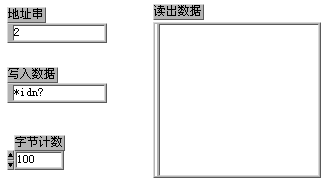 地址串
2
读出数据
写入数据
*idn?
字节计数
100